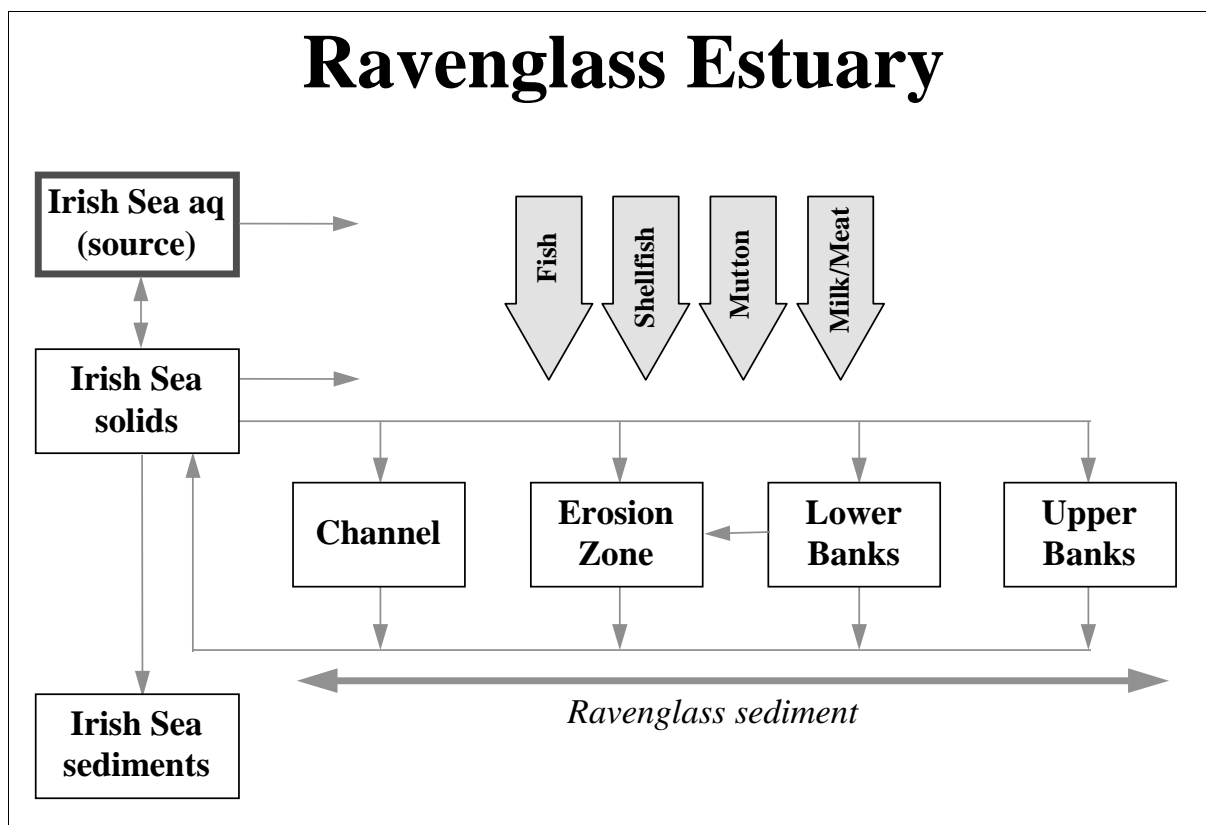 Ravenglass Estuary
Irish Sea aq
(source)
Fish
Shellfish
Mutton
Milk/Meat
Irish Sea
solids
Channel
Erosion
Zone
Lower
Banks
Upper
Banks
Ravenglass sediment
Irish Sea
sediments